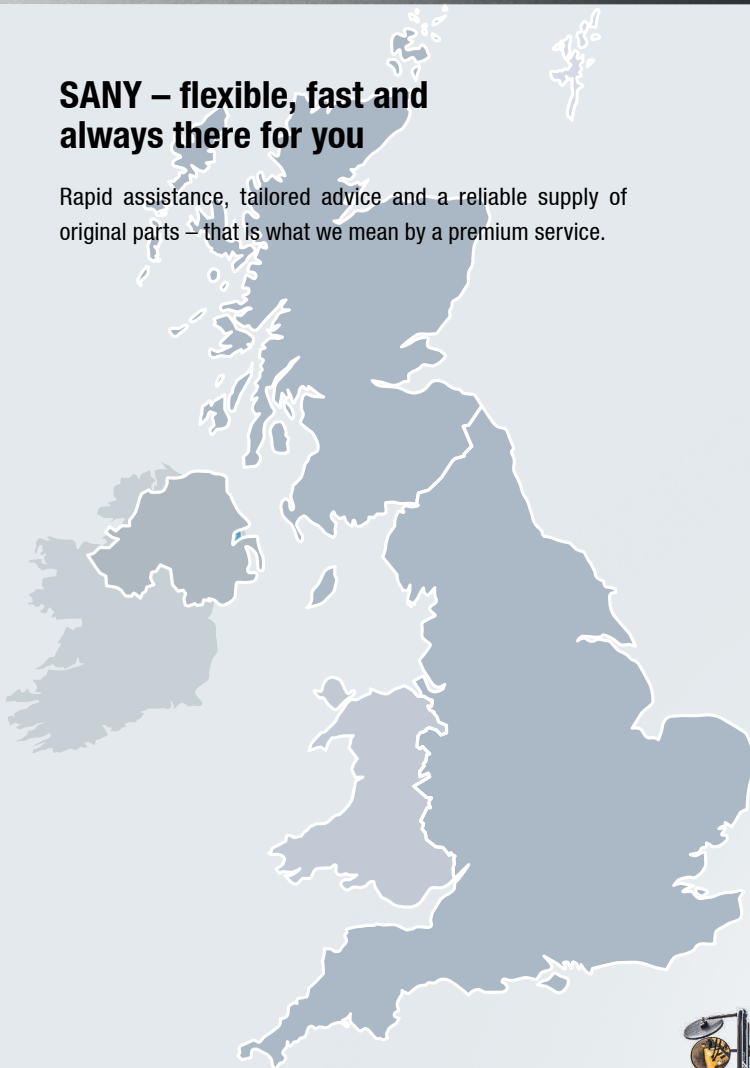 SANY – flexible, fast and
always there for you
Rapid assistance, tailored advice and a reliable supply of
original parts – that is what we mean by a premium service.